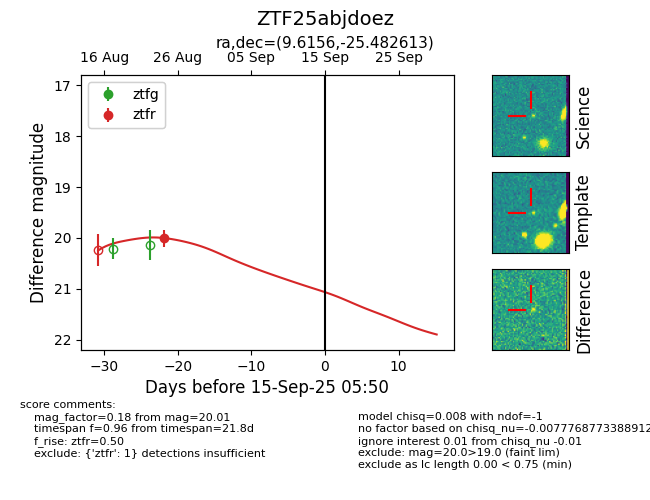 ZTF25abjdoez
ra,dec=(9.6156,-25.482613)
16 Aug 26 Aug 05 Sep 15 Sep 25 Sep
ztfg
ztfr
17
18
19
20
21
22
Difference magnitude
−30 −20 −10 0 10
Days before 15-Sep-25 05:50
Science
Template
Difference
score comments:
mag_factor=0.18 from mag=20.01
timespan f=0.96 from timespan=21.8d
f_rise: ztfr=0.50
exclude: {'ztfr': 1} detections insufficient
model chisq=0.008 with ndof=-1
no factor based on chisq_nu=-0.0077768773388912
ignore interest 0.01 from chisq_nu -0.01
exclude: mag=20.0>19.0 (faint lim)
exclude as lc length 0.00 < 0.75 (min)